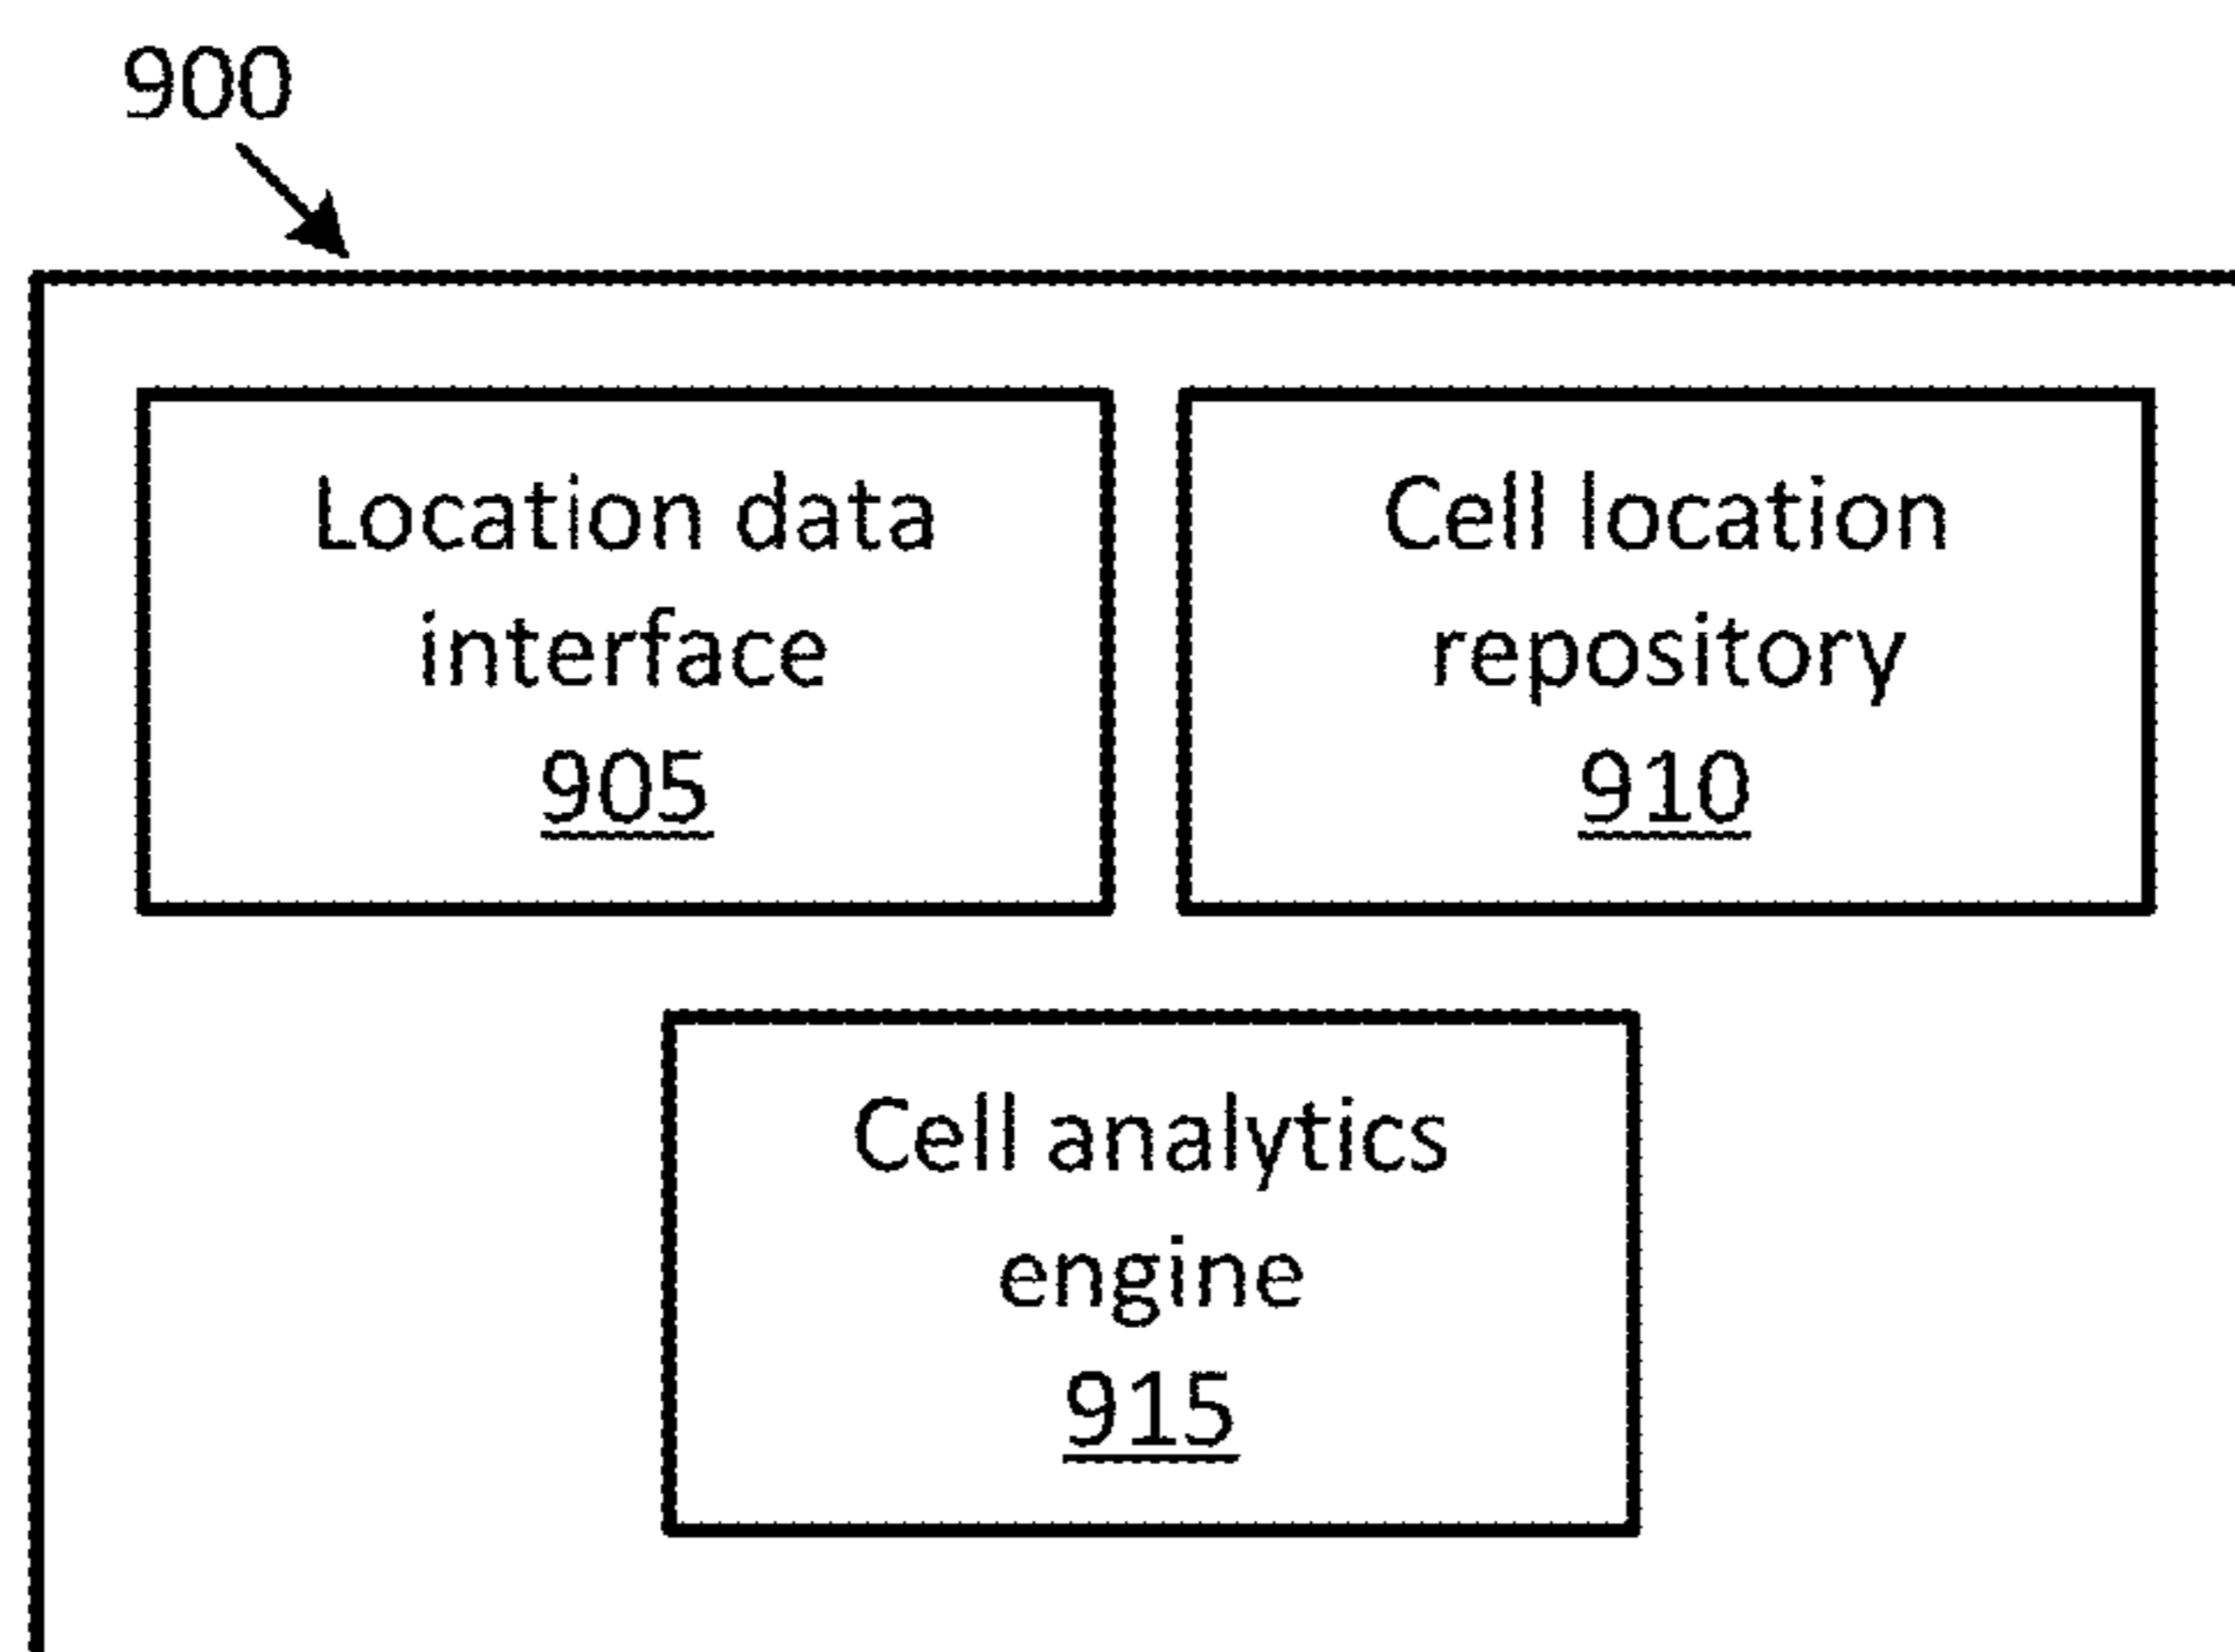 900
Location data
interface
905
Cell location
repository
910
Cell analytics
engine
915